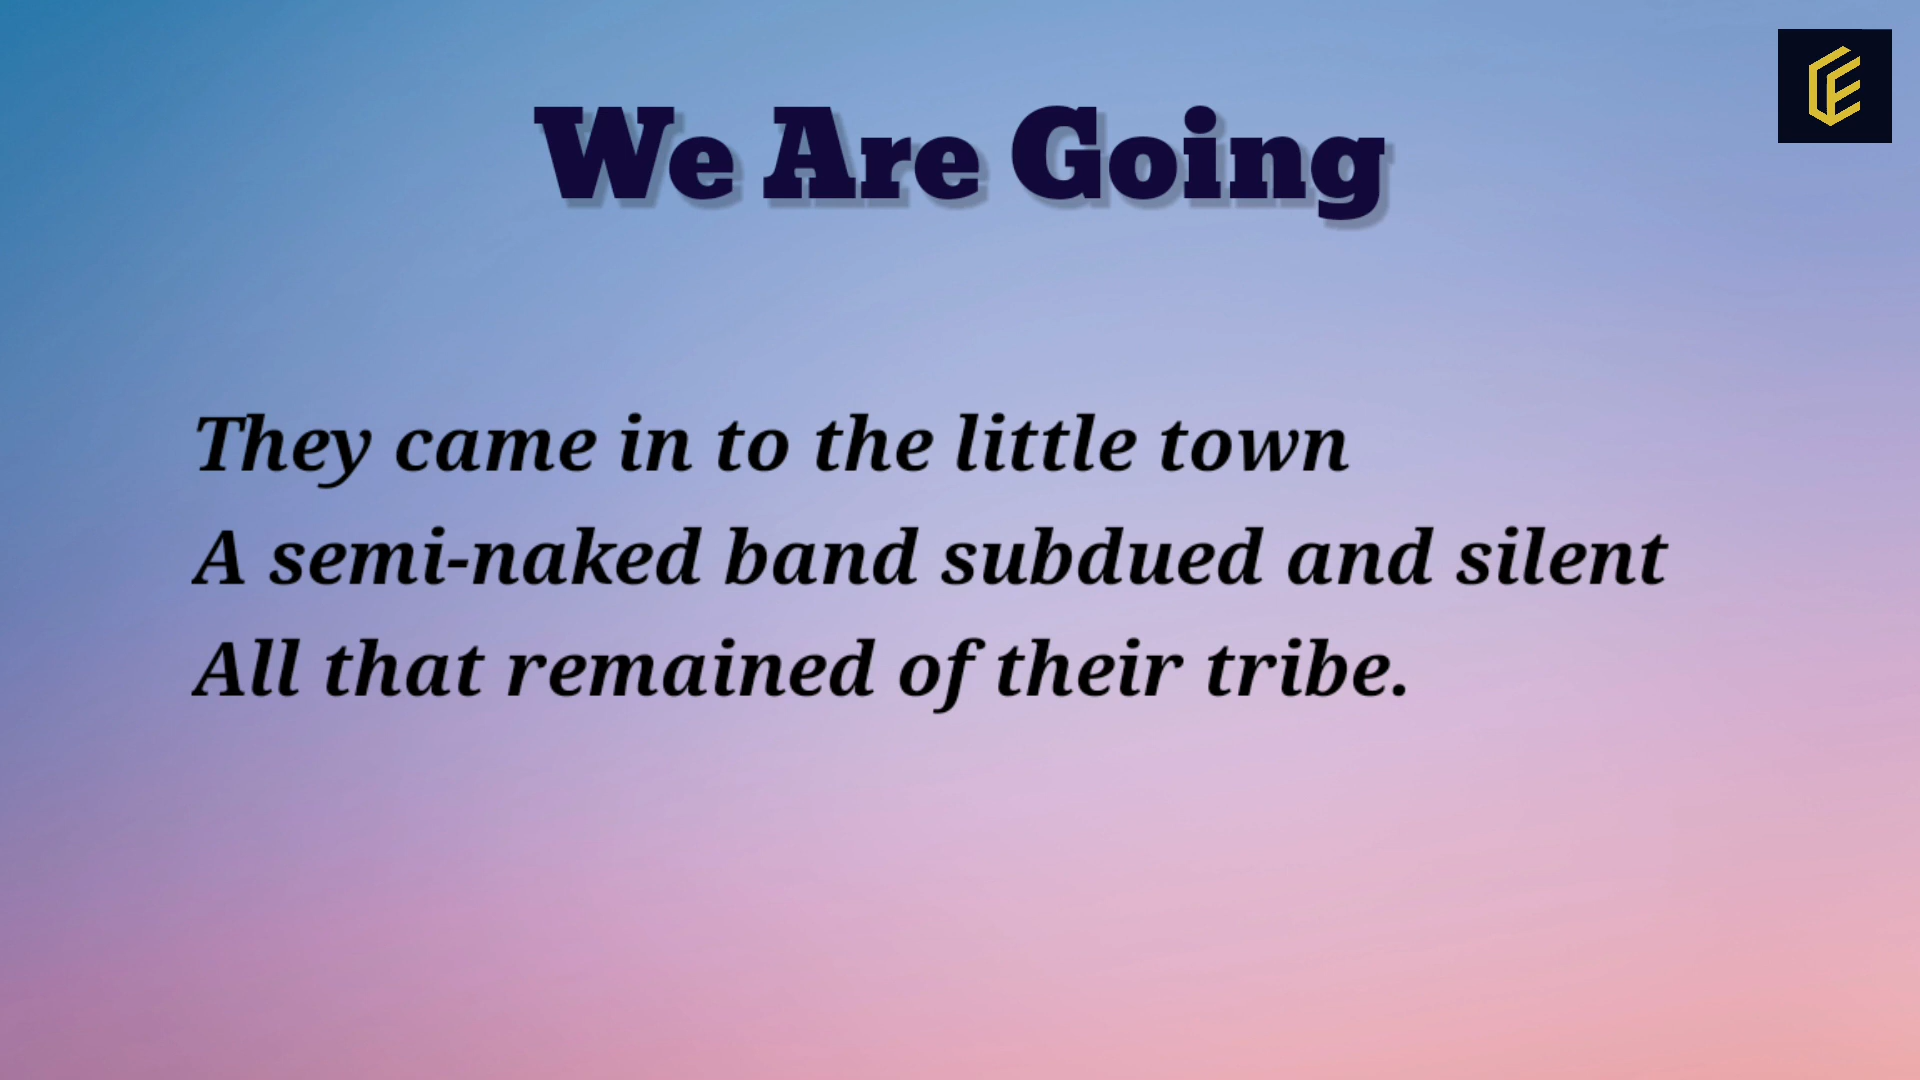 We Are Going
They came in to the little town
A semi-naked band subdued and silent
All that remained of their tribe.